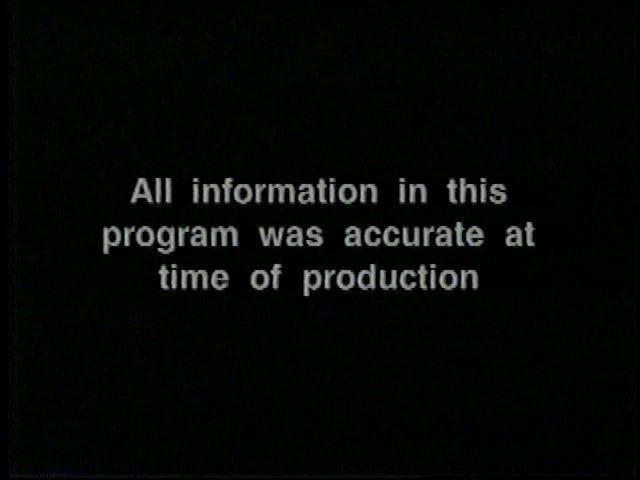 All information in this
program was accurate at
time of production